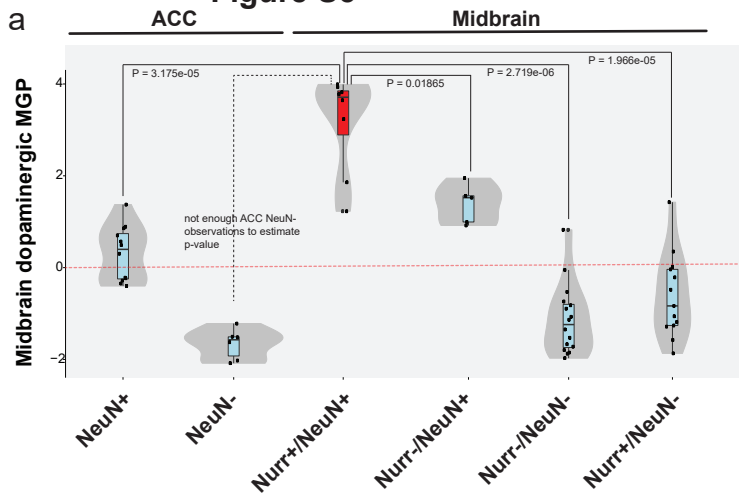 a
ACC
Midbrain
P = 3.175e-05
P = 0.01865
P = 2.719e-06
P = 1.966e-05
Midbrain dopaminergic MGP
4
2
0
−2
not enough ACC NeuN-
observations to estimate
p-value
NeuN+
NeuN-
Nurr+/NeuN+
Nurr-/NeuN+
Nurr-/NeuN-
Nurr+/NeuN-